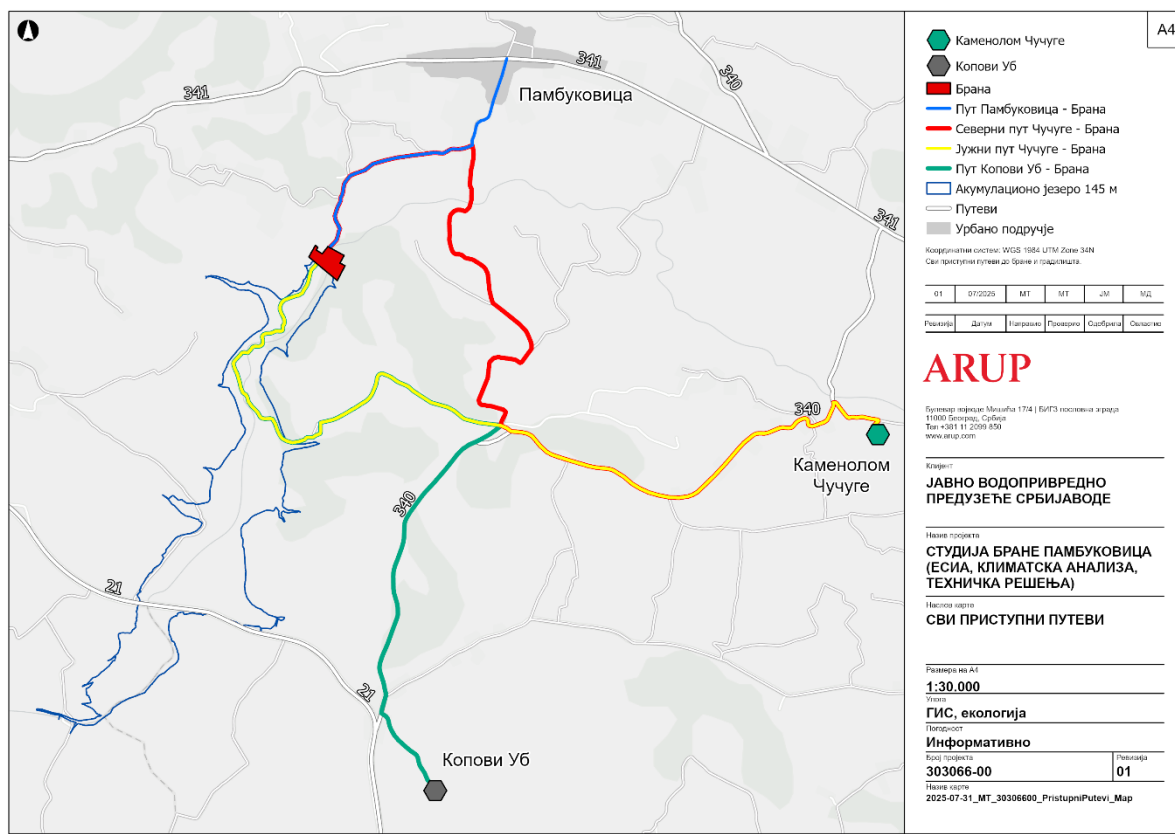 341
341
340
Памбуковица
341
340
Каменолом
Чучуге
340
21
21
Копови Уб
A4
Каменолом Чучуге
Копови Уб
Брана
Пут Памбуковица - Брана
Северни пут Чучуге - Брана
Јужни пут Чучуге - Брана
Пут Копови Уб - Брана
Акумулационо језеро 145 м
Путеви
Урбано подручје
Координатни систем: WGS 1984 UTM Zone 34N
Сви приступни путеви до бране и градилишта.
01 07/2025 МТ МТ ЈМ МД
Ревизија Датум Направио Проверио Одобрила Овластио
ARUP
Булевар војводе Мишића 17/4 | БИГЗ пословна зграда
11000 Београд, Србија
Тел +381 11 2099 850
www.arup.com
Клијент
ЈАВНО ВОДОПРИВРЕДНО
ПРЕДУЗЕЋЕ СРБИЈАВОДЕ
Назив пројекта
СТУДИЈА БРАНЕ ПАМБУКОВИЦА
(ЕСИА, КЛИМАТСКА АНАЛИЗА,
ТЕХНИЧКА РЕШЕЊА)
Наслов карте
СВИ ПРИСТУПНИ ПУТЕВИ
Размера на А4
1:30.000
Улога
ГИС, екологија
Погодност
Информативно
Број пројекта Ревизија
303066-00 01
Назив карте
2025-07-31_MT_30306600_PristupniPutevi_Map